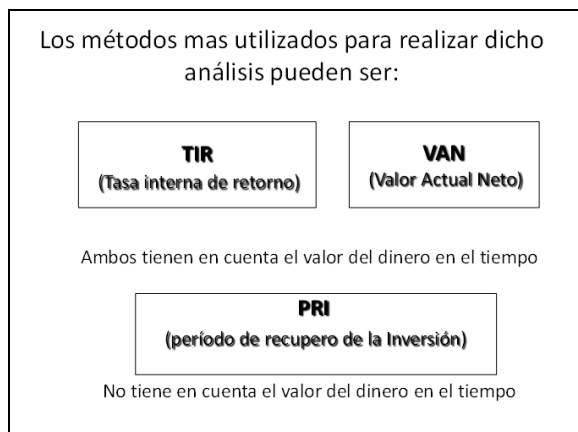 Los métodos mas utilizados para realizar dicho
análisis pueden ser:
TIR
(Tasa interna de retorno)
VAN
(Valor Actual Neto)
Ambos tienen en cuenta el valor del dinero en el tiempo
PRI
(período de recupero de la Inversión)
No tiene en cuenta el valor del dinero en el tiempo